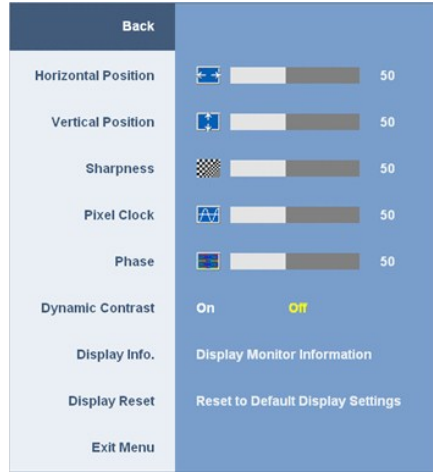 Back
Horizontal Position 50
Vertical Position 50
Sharpness 50
Pixel Clock 50
Phase 50
Dynamic Contrast On Off
Display Info. Display Monitor Information
Display Reset Reset to Default Display Settings
Exit Menu